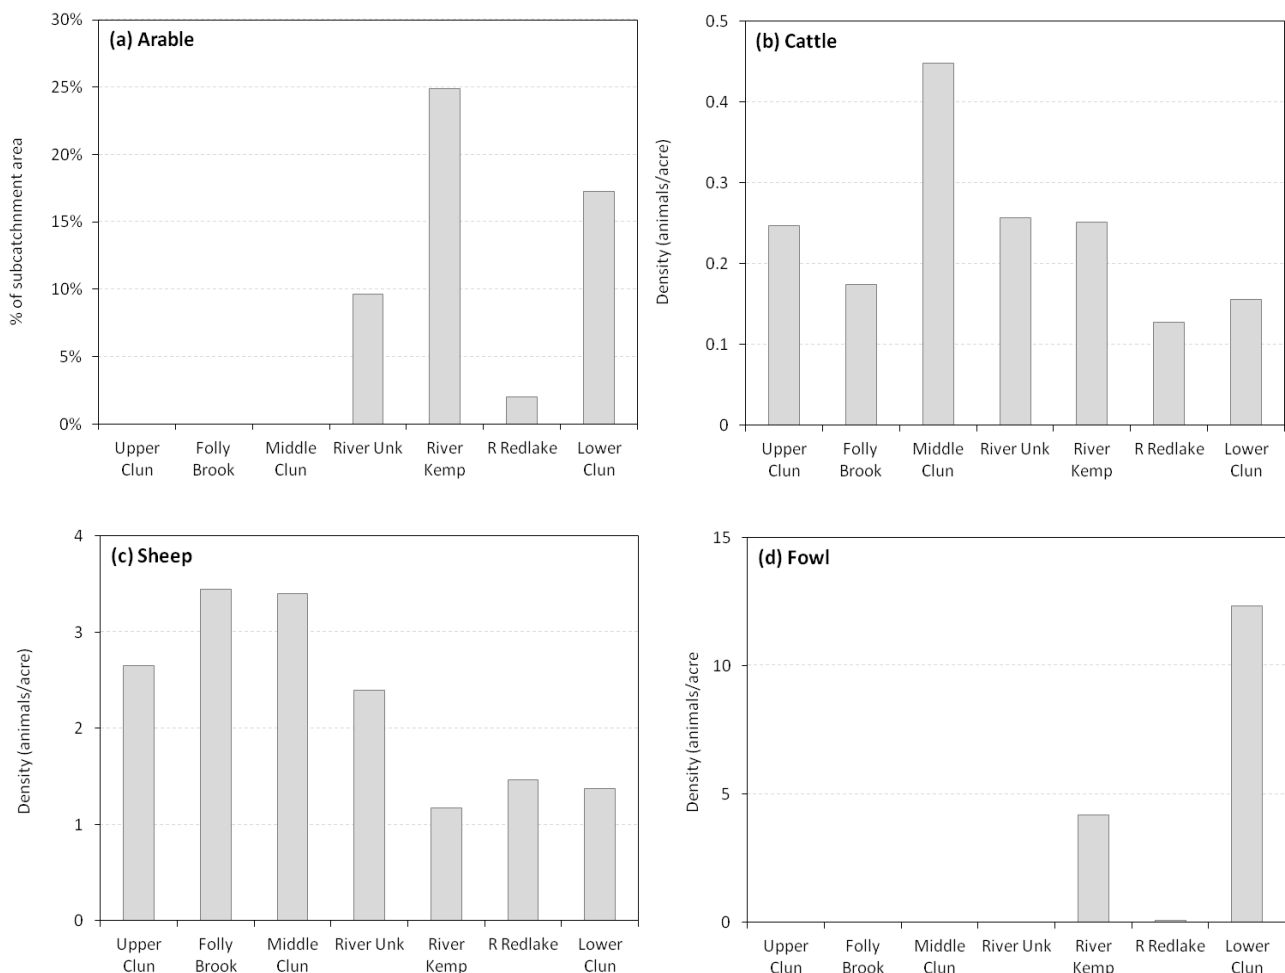 (a) Arable
% of subcatchnment area
30%
25%
20%
15%
10%
5%
0%
Upper Clun
Folly Brook
Middle Clun
River Unk
River Kemp
R Redlake
Lower Clun
(b) Cattle
Density (animals/acre)
0.5
0.4
0.3
0.2
0.1
0
Upper Clun
Folly Brook
Middle Clun
River Unk
River Kemp
R Redlake
Lower Clun
(c) Sheep
Density (animals/acre)
4
3
2
1
0
Upper Clun
Folly Brook
Middle Clun
River Unk
River Kemp
R Redlake
Lower Clun
(d) Fowl
Density (animals/acre
15
10
5
0
Upper Clun
Folly Brook
Middle Clun
River Unk
River Kemp
R Redlake
Lower Clun